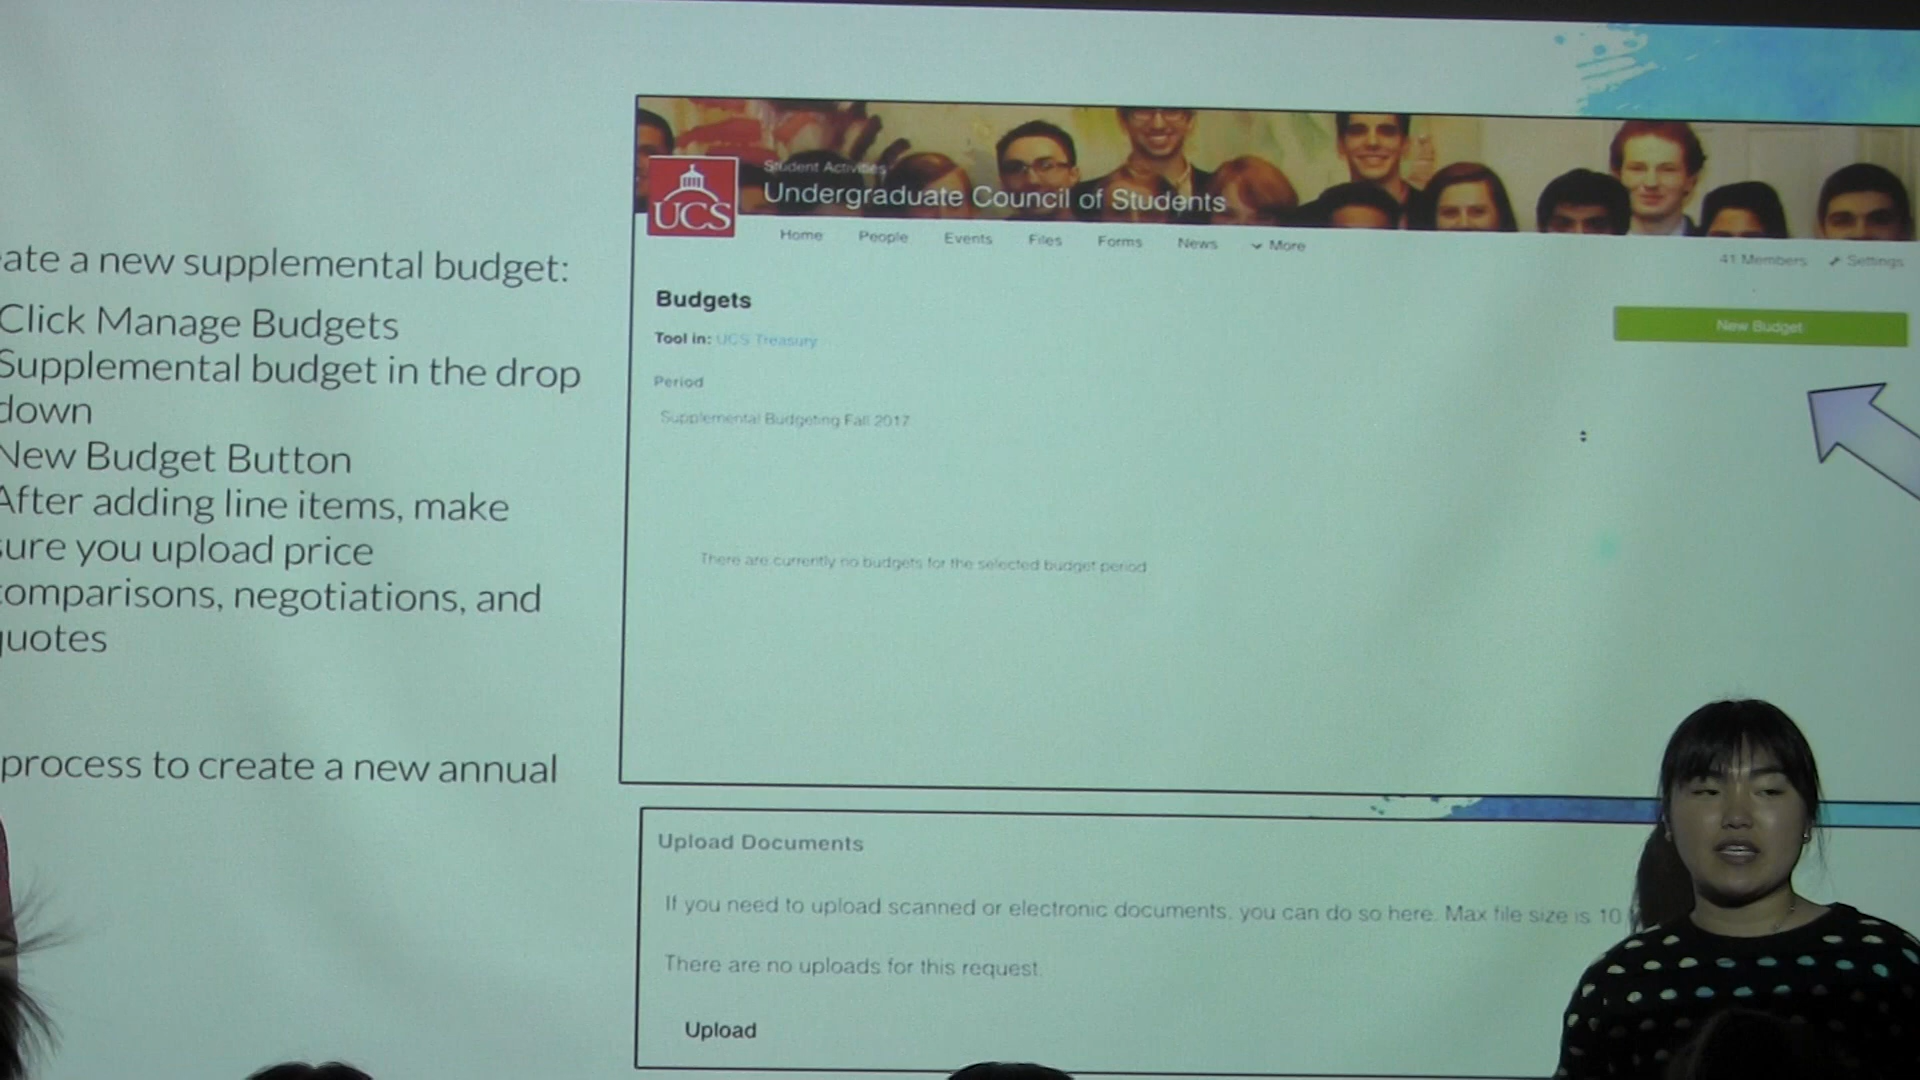 ate a new supplemental budget:
Click Manage Budgets
Supplemental budget in the drop
down
New Budget Button
After adding line items, make
sure you upload price
comparisons, negotiations, and
quotes
process to create a new annual
Student Activities
Undergraduate Council of Students
UCS
Home People Events Files Forms News More
41 Members Settings
Budgets
New Budget
Tool in: UCS Treasury
Period
Supplemental Budgeting Fall 2017
There are currently no budgets for the selected budget period
Upload Documents
If you need to upload scanned or electronic documents, you can do so here. Max file size is 10
There are no uploads for this request.
Upload